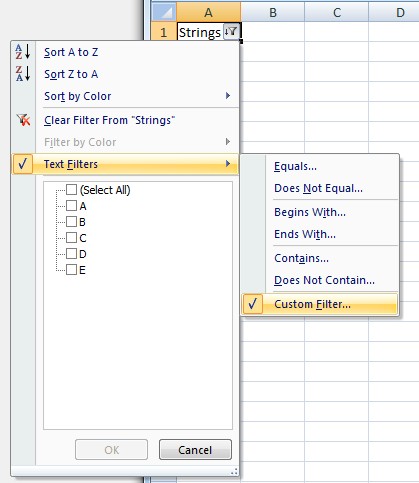 A B C D
1 Strings
Sort A to Z
Sort Z to A
Sort by Color
Clear Filter From "Strings"
Filter by Color
Text Filters
(Select All)
A
B
C
D
E
OK Cancel
Equals...
Does Not Equal...
Begins With...
Ends With...
Contains...
Does Not Contain...
Custom Filter...